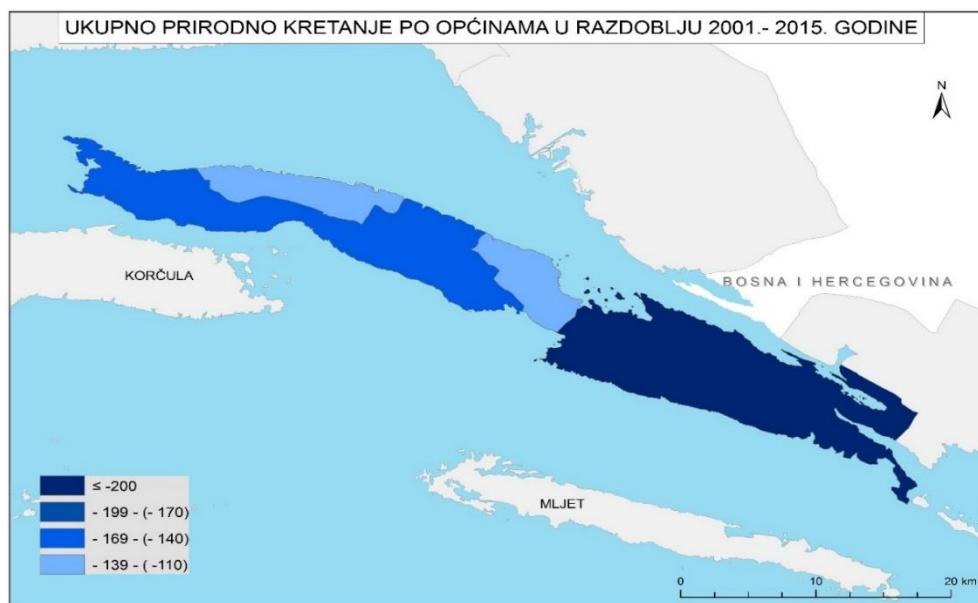 UKUPNO PRIRODNO KRETANJE PO OPĆINAMA U RAZDOBLJU 2001.- 2015. GODINE
N
KORČULA
BOSNA I HERCEGOVINA
MLJET
≤ -200
- 199 - (- 170)
- 169 - (- 140)
- 139 - ( -110)
0 10 20 km